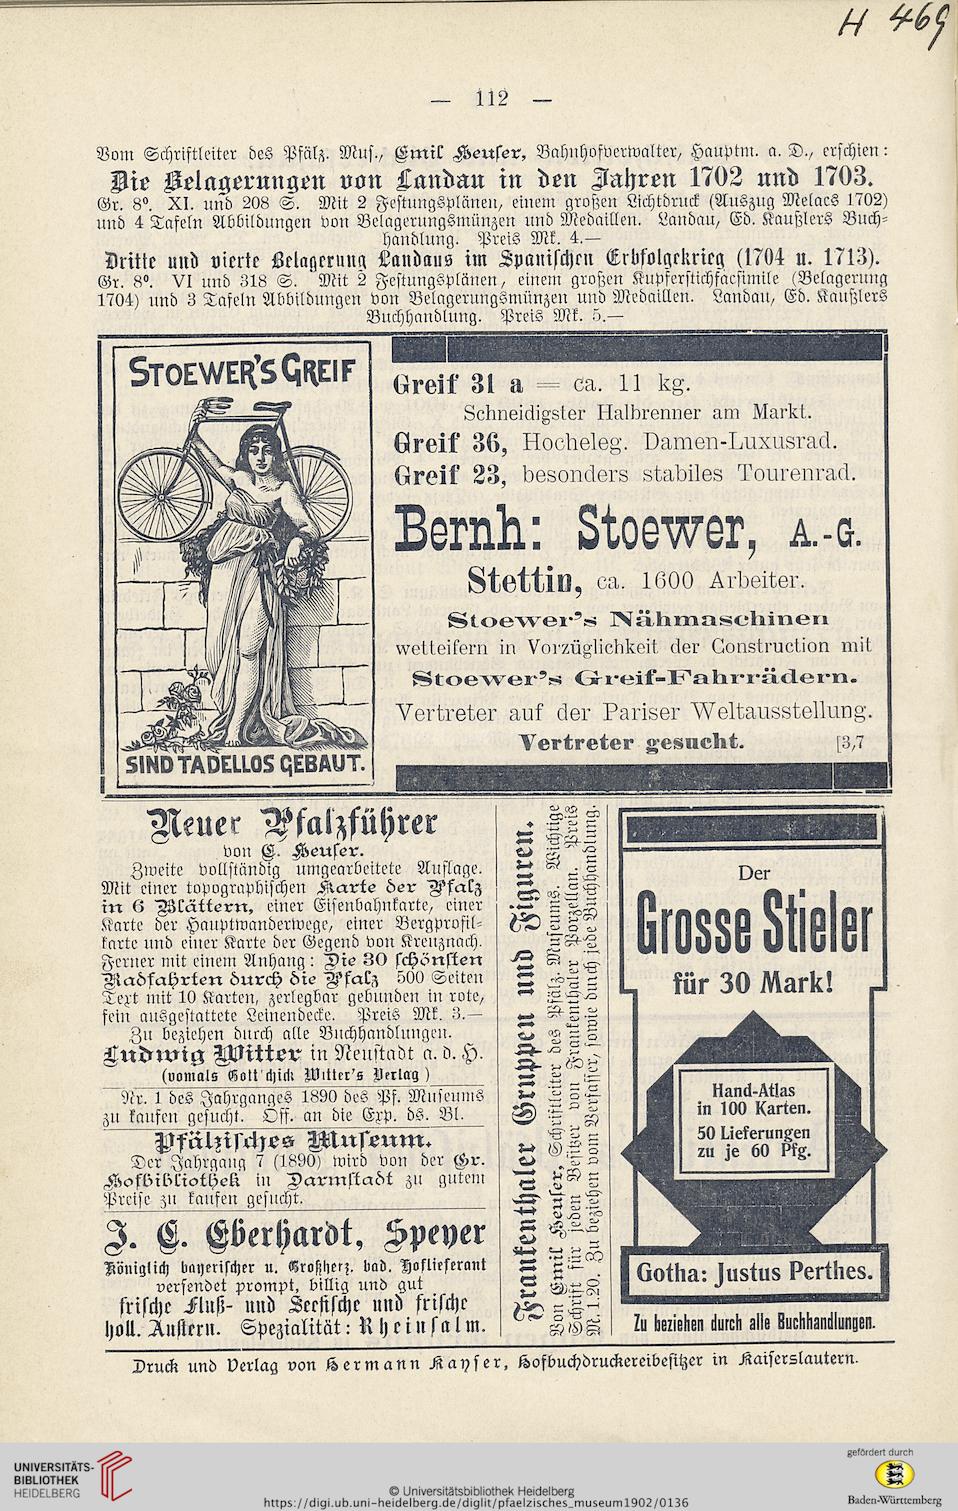 H 469
— 112 —
Vom Schriftleiter des Pfälz. Mus., Emil Heuser, Bahnhofverwalter, Hauptm. a. D., erschien:
Die Belagerungen von Landau in den Jahren 1702 und 1703.
Gr. 8°. XI. und 208 S. Mit 2 Festungsplänen, einem großen Lichtdruck (Auszug Melacs 1702)
und 4 Tafeln Abbildungen von Belagerungsmünzen und Medaillen. Landau, Ed. Kaußlers Buch-
handlung. Preis Mk. 4.—
Dritte und vierte Belagerung Landaus im Spanischen Erbfolgekrieg (1704 u. 1713).
Gr. 8°. VI und 318 S. Mit 2 Festungsplänen, einem großen Kupferstichfacsimile (Belagerung
1704) und 3 Tafeln Abbildungen von Belagerungsmünzen und Medaillen. Landau, Ed. Kaußlers
Buchhandlung. Preis Mk. 5.—
STOEWER'S GREIF
SIND TADELLOS GEBAUT.
Greif 31 a = ca. 11 kg.
Schneidigster Halbrenner am Markt.
Greif 36, Hocheleg. Damen-Luxusrad.
Greif 23, besonders stabiles Tourenrad.
Bernh: Stoewer, A.-G.
Stettin, ca. 1600 Arbeiter.
Stoewer's Nähmaschinen
wetteifern in Vorzüglichkeit der Construction mit
Stoewer's Greif-Fahrrädern.
Vertreter auf der Pariser Weltausstellung.
Vertreter gesucht. [3,7
Neuer Pfalzführer
von E. Heuser.
Zweite vollständig umgearbeitete Auflage.
Mit einer topographischen Karte der Pfalz
in 6 Blättern, einer Eisenbahnkarte, einer
Karte der Hauptwanderwege, einer Bergprofil-
karte und einer Karte der Gegend von Kreuznach.
Ferner mit einem Anhang: Die 30 schönsten
Radfahrten durch die Pfalz 500 Seiten
Text mit 10 Karten, zerlegbar gebunden in rote,
fein ausgestattete Leinendecke. Preis Mk. 3.—
Zu beziehen durch alle Buchhandlungen.
Ludwig Witter in Neustadt a. d. H.
(vomals Gott'chick Witter's Verlag)
Nr. 1 des Jahrganges 1890 des Pf. Museums
zu kaufen gesucht. Off. an die Exp. ds. Bl.
Pfälzisches Museum.
Der Jahrgang 7 (1890) wird von der Gr.
Hofbibliothek in Darmstadt zu gutem
Preise zu kaufen gesucht.
J. C. Eberhardt, Speyer
Königlich bayerischer u. Großherz. bad. Hoflieferant
versendet prompt, billig und gut
frische Fluß- und Seefische und frische
holl. Austern. Spezialität: Rheinsalm.
Frankenthaler Gruppen und Figuren.
Von Emil Heuser, Schriftleiter des Pfälz. Museums. Wichtige
Schrift für jeden Besitzer von Frankenthaler Porzellan. Preis
M. 1.20. Zu beziehen vom Verfasser, sowie durch jede Buchhandlung.
Der
Grosse Stieler
für 30 Mark!
Hand-Atlas
in 100 Karten.
50 Lieferungen
zu je 60 Pfg.
Gotha: Justus Perthes.
Zu beziehen durch alle Buchhandlungen.
Druck und Verlag von Hermann Kayser, Hofbuchdruckereibesitzer in Kaiserslautern.
UNIVERSITÄTS-
BIBLIOTHEK
HEIDELBERG
© Universitätsbibliothek Heidelberg
https://digi.ub.uni-heidelberg.de/diglit/pfaelzisches_museum1902/0136
gefördert durch
Baden-Württemberg